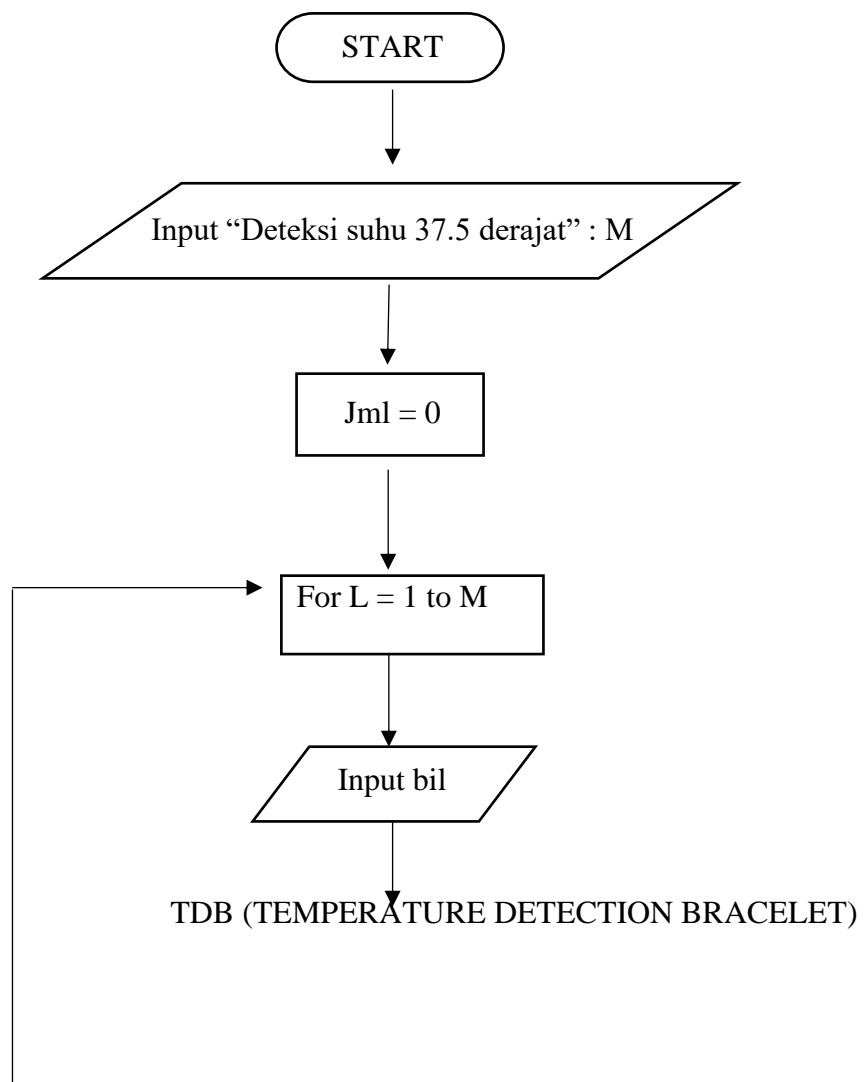 START
Input “Deteksi suhu 37.5 derajat” : M
Jml = 0
For L = 1 to M
Input bil
TDB (TEMPERATURE DETECTION BRACELET)